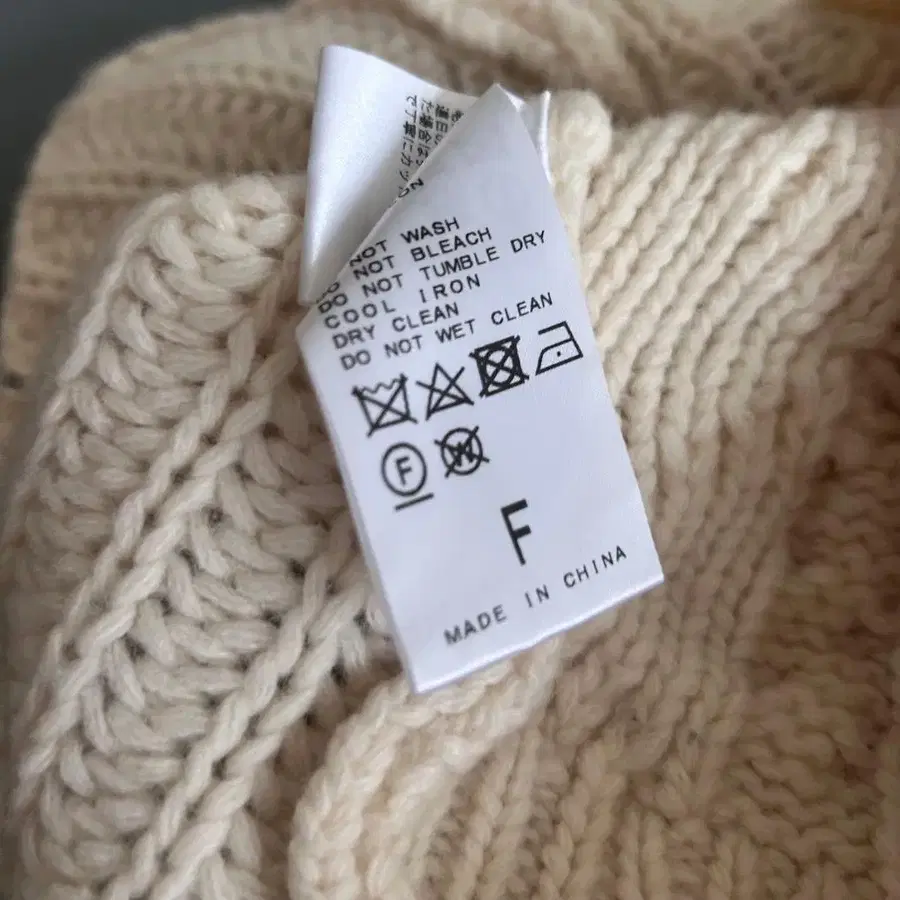 NOT WASH
DO NOT BLEACH
DO NOT TUMBLE DRY
COOL IRON
DRY CLEAN
DO NOT WET CLEAN
F
W
F
MADE IN CHINA